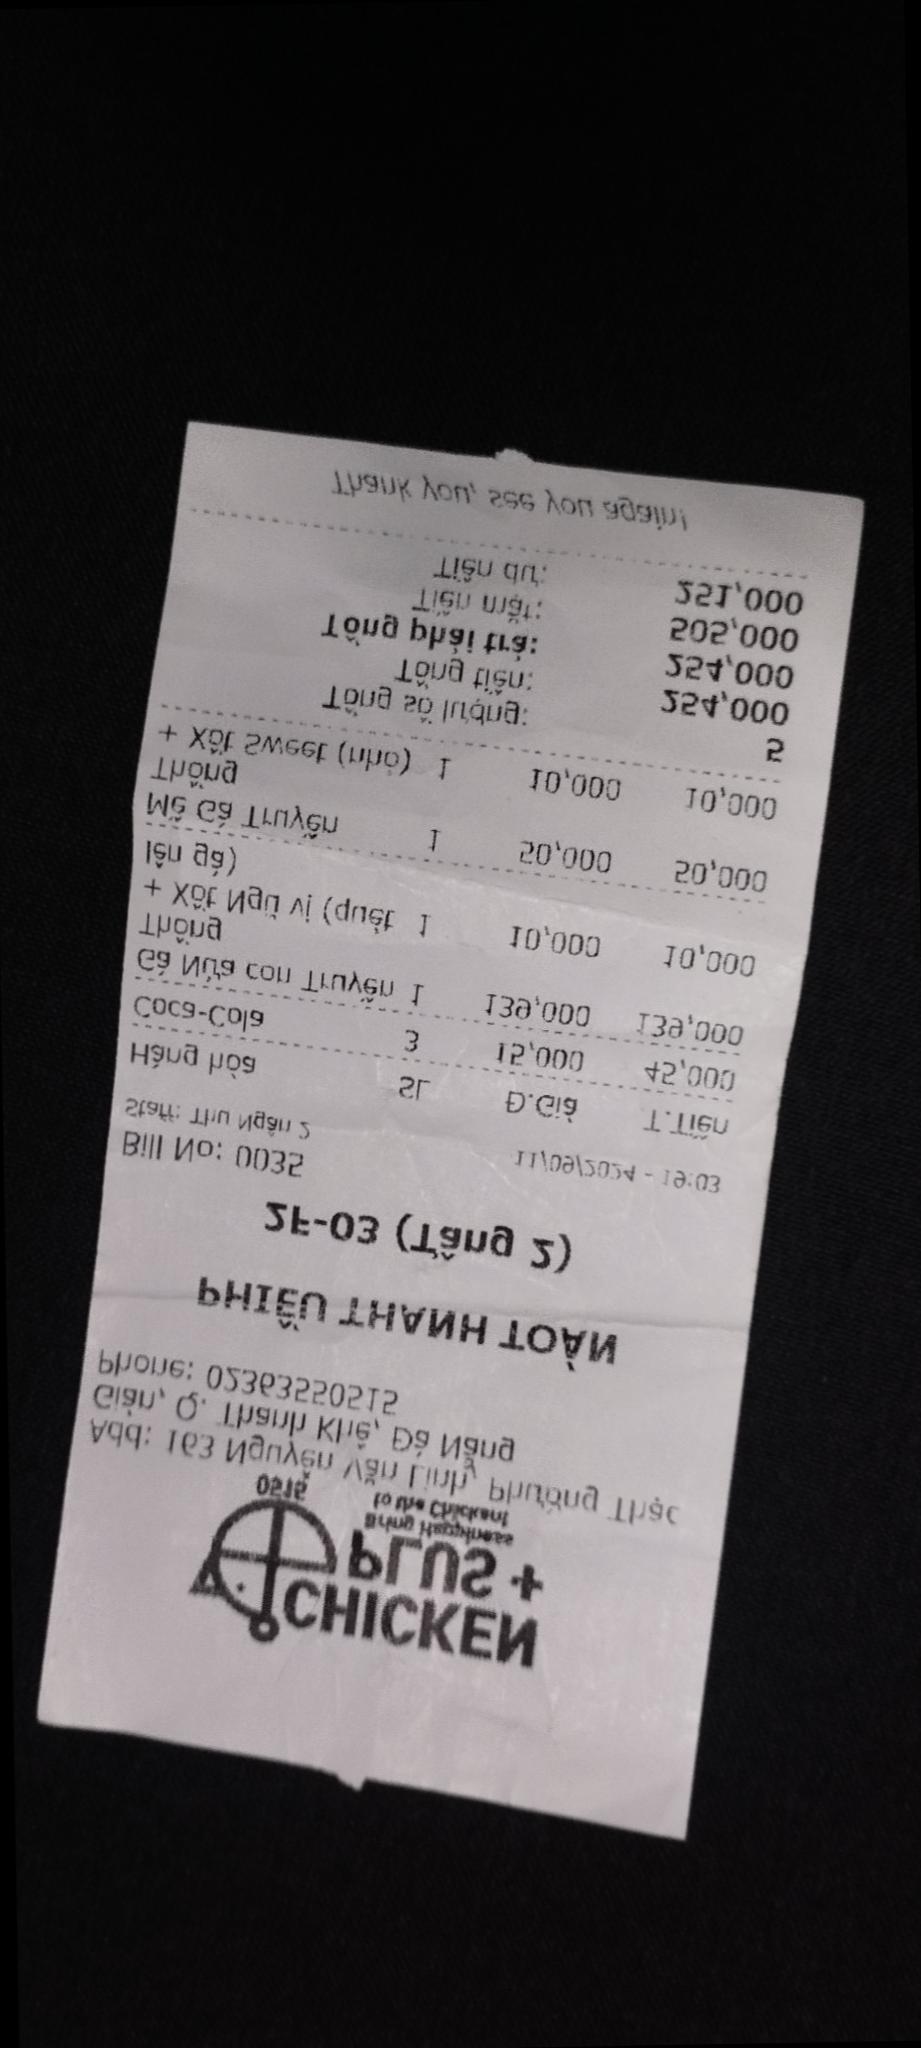 CHICKEN
PLUS +
Bring Happiness
to the Chickent
0515
Add: 163 Nguyễn Văn Linh, Phường Thạc
Gián, Q. Thanh Khê, Đà Nẵng
Phone: 02363550515
PHIẾU THANH TOÁN
2F-03 (Tầng 2)
Bill No: 0035 11/09/2024 - 19:03
Staff: Thu Ngân 2
Hàng hóa SL Đ.Giá T.Tiền
Coca-Cola 3 15,000 45,000
Gà Nửa con Truyền 1 139,000 139,000
Thống
+ Xốt Ngũ vị (quét 1 10,000 10,000
lên gà)
Mề Gà Truyền 1 50,000 50,000
Thống
+ Xốt Sweet (nhỏ) 1 10,000 10,000
Tổng số lượng: 5
Tổng tiền: 254,000
Tổng phải trả: 254,000
Tiền mặt: 505,000
Tiền dư: 251,000
Thank you, see you again!